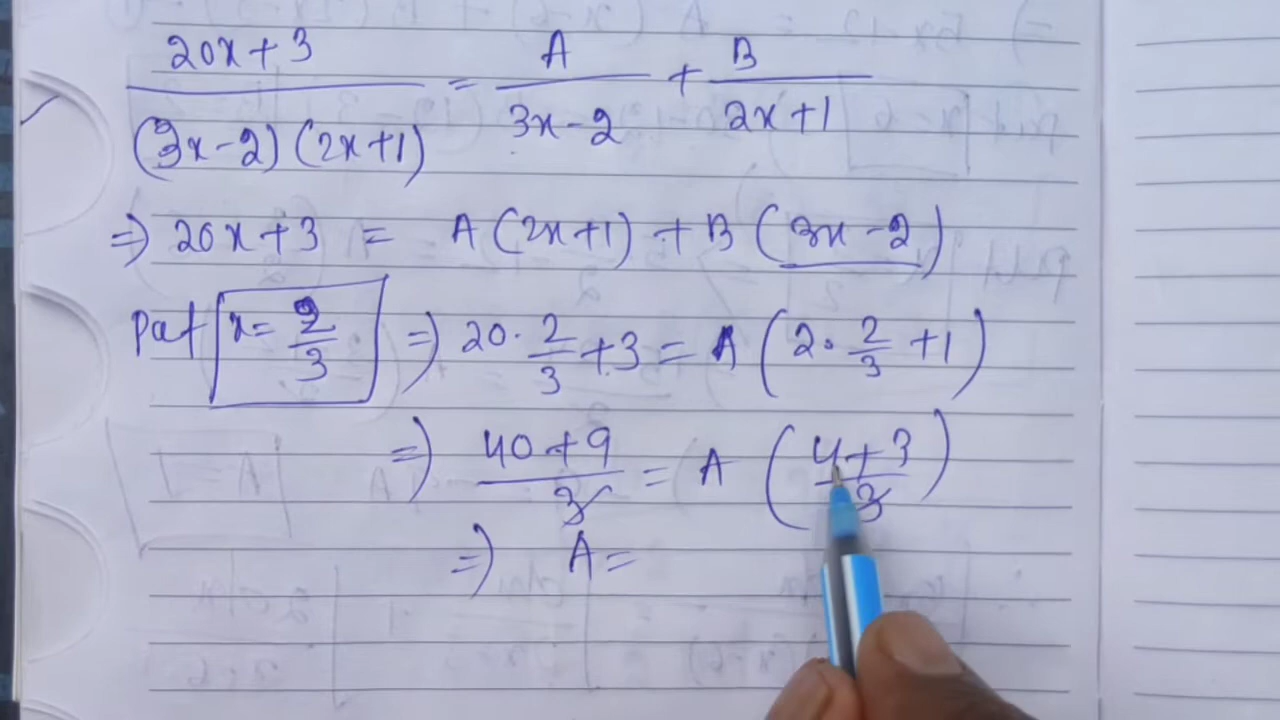 (20x + 3)/((3x - 2)(2x + 1)) = A/(3x - 2) + B/(2x + 1)
⇒ 20x + 3 = A(2x + 1) + B(3x - 2)
Put x = 2/3 ⇒ 20 · 2/3 + 3 = A(2 · 2/3 + 1)
⇒ (40 + 9)/3 = A((4 + 3)/3)
⇒ A =